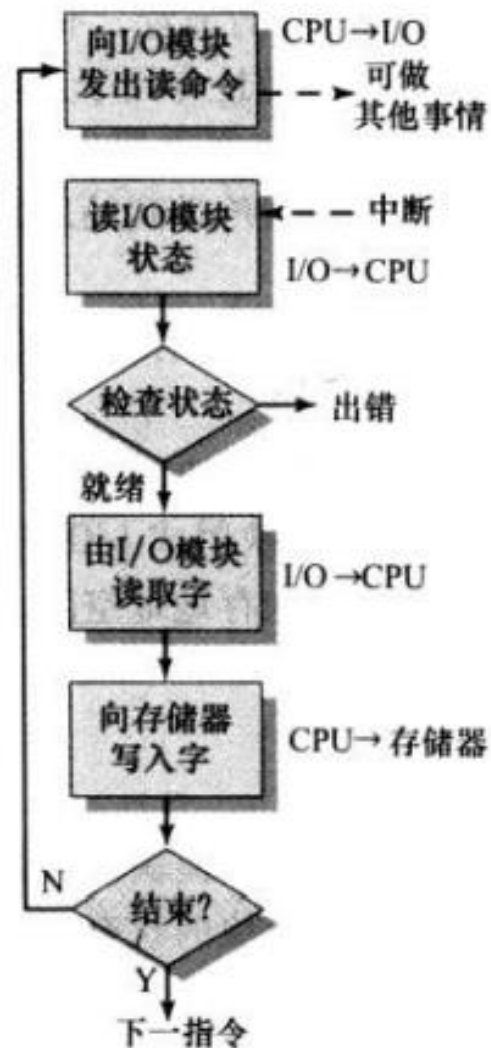 向I/O模块
发出读命令
CPU→I/O
可做
其他事情
读I/O模块
状态
中断
I/O→CPU
检查状态
出错
就绪
由I/O模块
读取字
I/O→CPU
向存储器
写入字
CPU→存储器
N
结束?
Y
下一指令